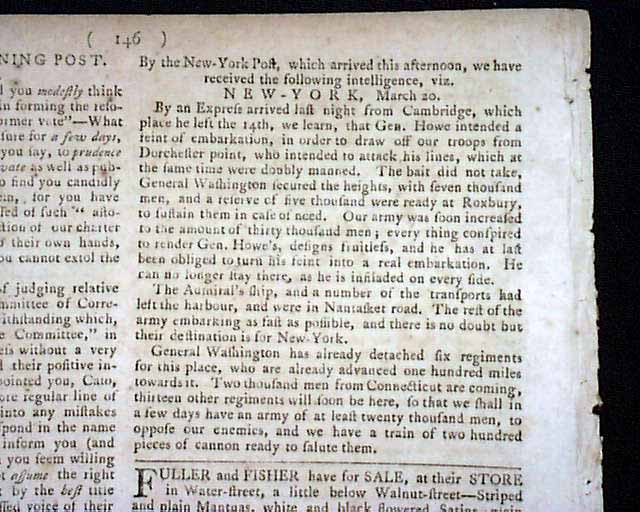 ( 146 )
NING POST.
l you modestly think
in forming the reso-
ormer vote"—What
sure for a few days,
you say, to prudence
vate as well as pub-
o find you candidly
ein, for you have
sed of such " asto-
ction of our charter
o their own hands,
ou cannot extol the
of judging relative
mmittee of Corre-
ithstanding which,
e Committee," in
ess without a very
d their positive in-
pointed you, Cato,
ore regular line of
into any mistakes
spond in the name
inform you (and
you seem willing
ot assume the right
t by the best title
ssed voice of their
By the New-York Post, which arrived this afternoon, we have
received the following intelligence, viz.
NEW-YORK, March 20.
By an Express arrived last night from Cambridge, which
place he left the 14th, we learn, that Gen. Howe intended a
feint of embarkation, in order to draw off our troops from
Dorchester point, who intended to attack his lines, which at
the same time were doubly manned. The bait did not take,
General Washington secured the heights, with seven thousand
men, and a reserve of five thousand were ready at Roxbury,
to sustain them in case of need. Our army was soon increased
to the amount of thirty thousand men; every thing conspired
to render Gen. Howe's, designs fruitless, and he has at last
been obliged to turn his feint into a real embarkation. He
can no longer stay there, as he is infiladed on every side.
The Admiral's ship, and a number of the transports had
left the harbour, and were in Nantasket road. The rest of the
army embarking as fast as possible, and there is no doubt but
their destination is for New-York.
General Washington has already detached six regiments
for this place, who are already advanced one hundred miles
towards it. Two thousand men from Connecticut are coming,
thirteen other regiments will soon be here, so that we shall in
a few days have an army of at least twenty thousand men, to
oppose our enemies, and we have a train of two hundred
pieces of cannon ready to salute them.
FULLER and FISHER have for SALE, at their STORE
in Water-street, a little below Walnut-street—Striped
and plain Mantuas, white and black flowered Satins